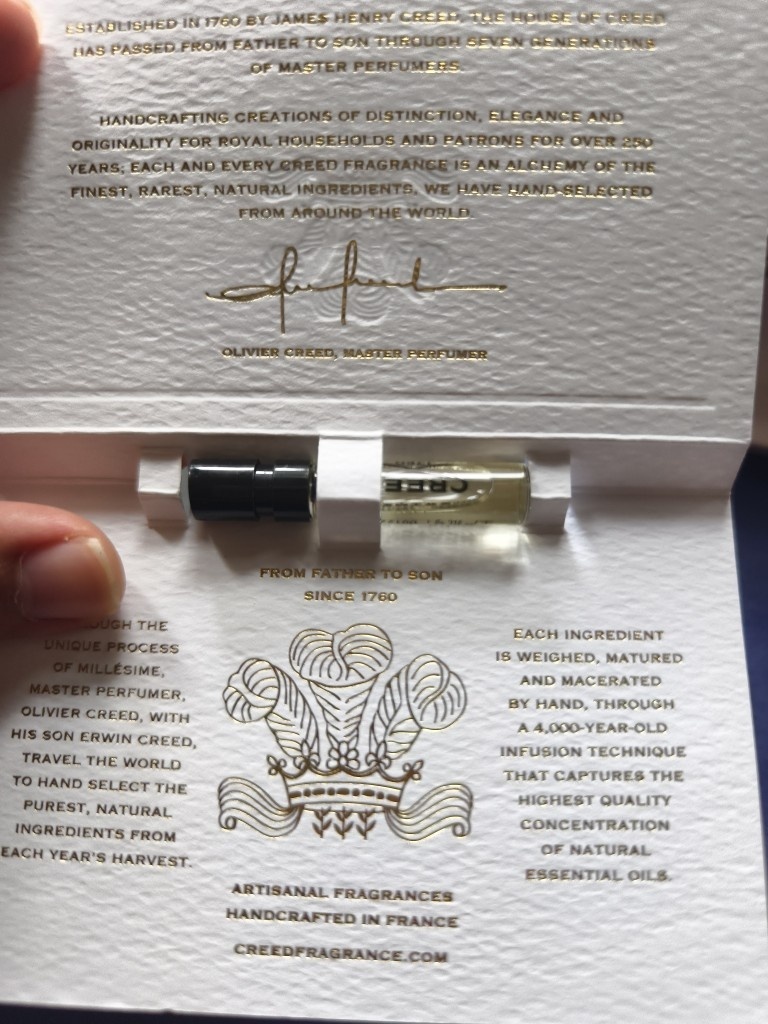 ESTABLISHED IN 1760 BY JAMES HENRY CREED, THE HOUSE OF CREED
HAS PASSED FROM FATHER TO SON THROUGH SEVEN GENERATIONS
OF MASTER PERFUMERS.
HANDCRAFTING CREATIONS OF DISTINCTION, ELEGANCE AND
ORIGINALITY FOR ROYAL HOUSEHOLDS AND PATRONS FOR OVER 250
YEARS; EACH AND EVERY CREED FRAGRANCE IS AN ALCHEMY OF THE
FINEST, RAREST, NATURAL INGREDIENTS, WE HAVE HAND-SELECTED
FROM AROUND THE WORLD.
OLIVIER CREED, MASTER PERFUMER
CREE
FROM FATHER TO SON
SINCE 1760
THE
UNIQUE PROCESS
OF MILLÉSIME,
MASTER PERFUMER,
OLIVIER CREED, WITH
HIS SON ERWIN CREED,
TRAVEL THE WORLD
TO HAND SELECT THE
PUREST, NATURAL
INGREDIENTS FROM
EACH YEAR'S HARVEST.
EACH INGREDIENT
IS WEIGHED, MATURED
AND MACERATED
BY HAND, THROUGH
A 4,000-YEAR-OLD
INFUSION TECHNIQUE
THAT CAPTURES THE
HIGHEST QUALITY
CONCENTRATION
OF NATURAL
ESSENTIAL OILS.
ARTISANAL FRAGRANCES
HANDCRAFTED IN FRANCE
CREEDFRAGRANCE.COM